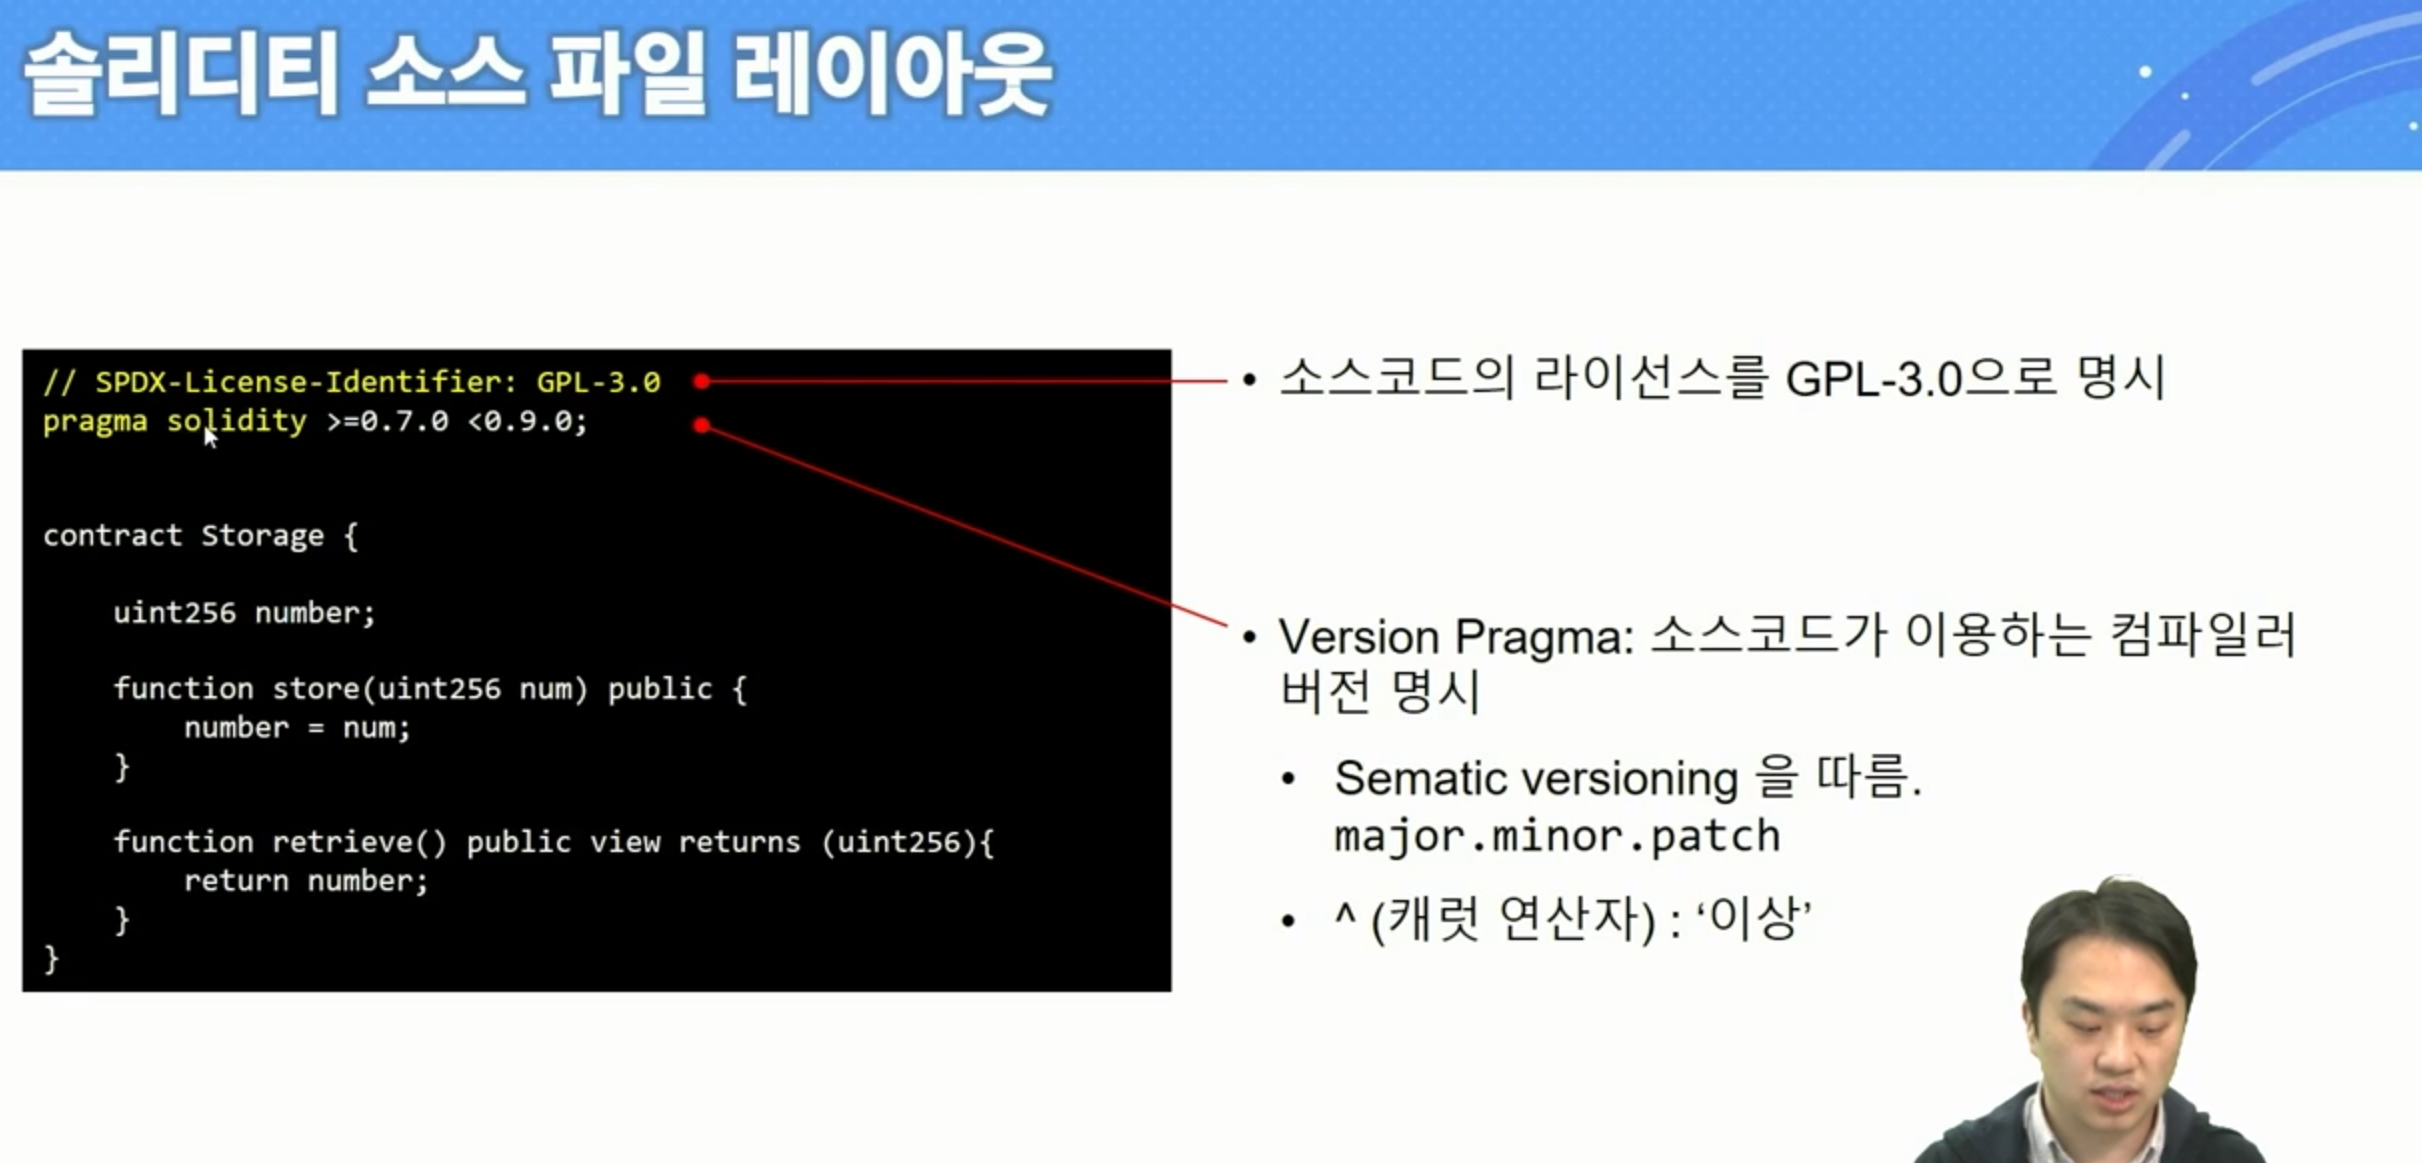 솔리디티 소스 파일 레이아웃
// SPDX-License-Identifier: GPL-3.0
pragma solidity >=0.7.0 <0.9.0;
contract Storage {
uint256 number;
function store(uint256 num) public {
number = num;
}
function retrieve() public view returns (uint256){
return number;
}
}
• 소스코드의 라이선스를 GPL-3.0으로 명시
• Version Pragma: 소스코드가 이용하는 컴파일러
버전 명시
• Sematic versioning 을 따름.
major.minor.patch
• ^ (캐럿 연산자) : ‘이상’